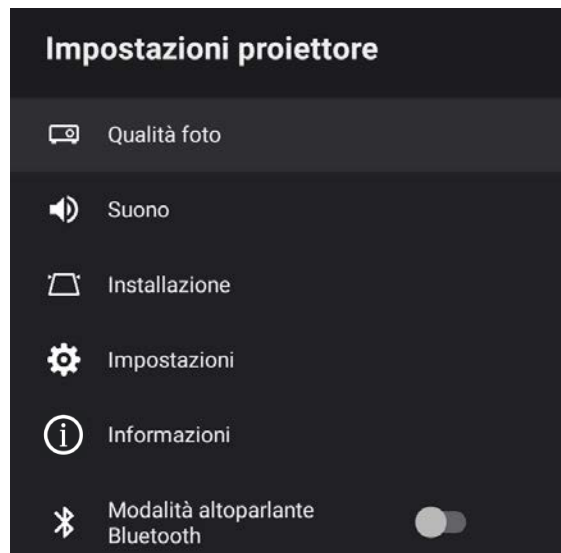 Impostazioni proiettore
Qualità foto
Suono
Installazione
Impostazioni
Informazioni
Modalità altoparlante
Bluetooth